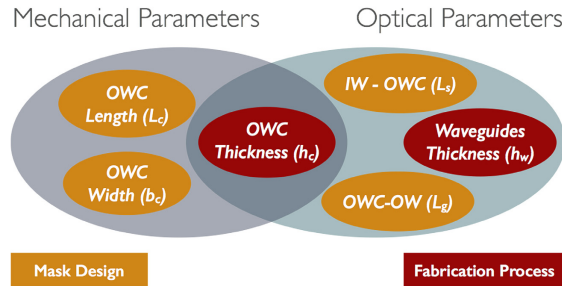 Mechanical Parameters
Optical Parameters
OWC
Length (Lc)
OWC
Width (bc)
OWC
Thickness (hc)
IW - OWC (Ls)
Waveguides
Thickness (hw)
OWC-OW (Lg)
Mask Design
Fabrication Process